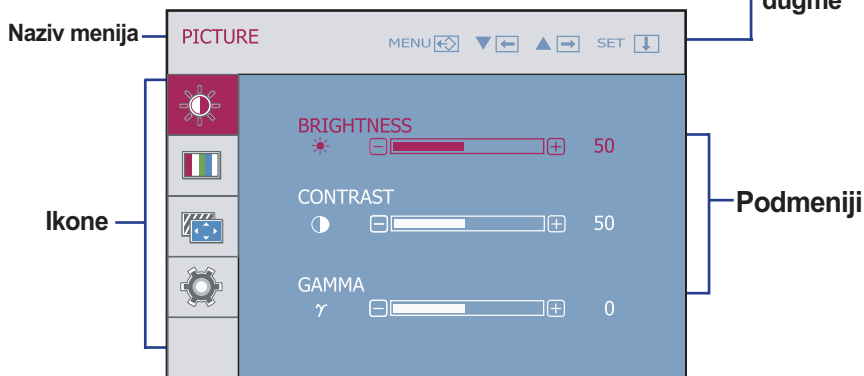 dugme
Naziv menija
PICTURE MENU ▼ ▲ SET
BRIGHTNESS
50
CONTRAST
50
GAMMA
γ 0
Ikone
Podmeniji